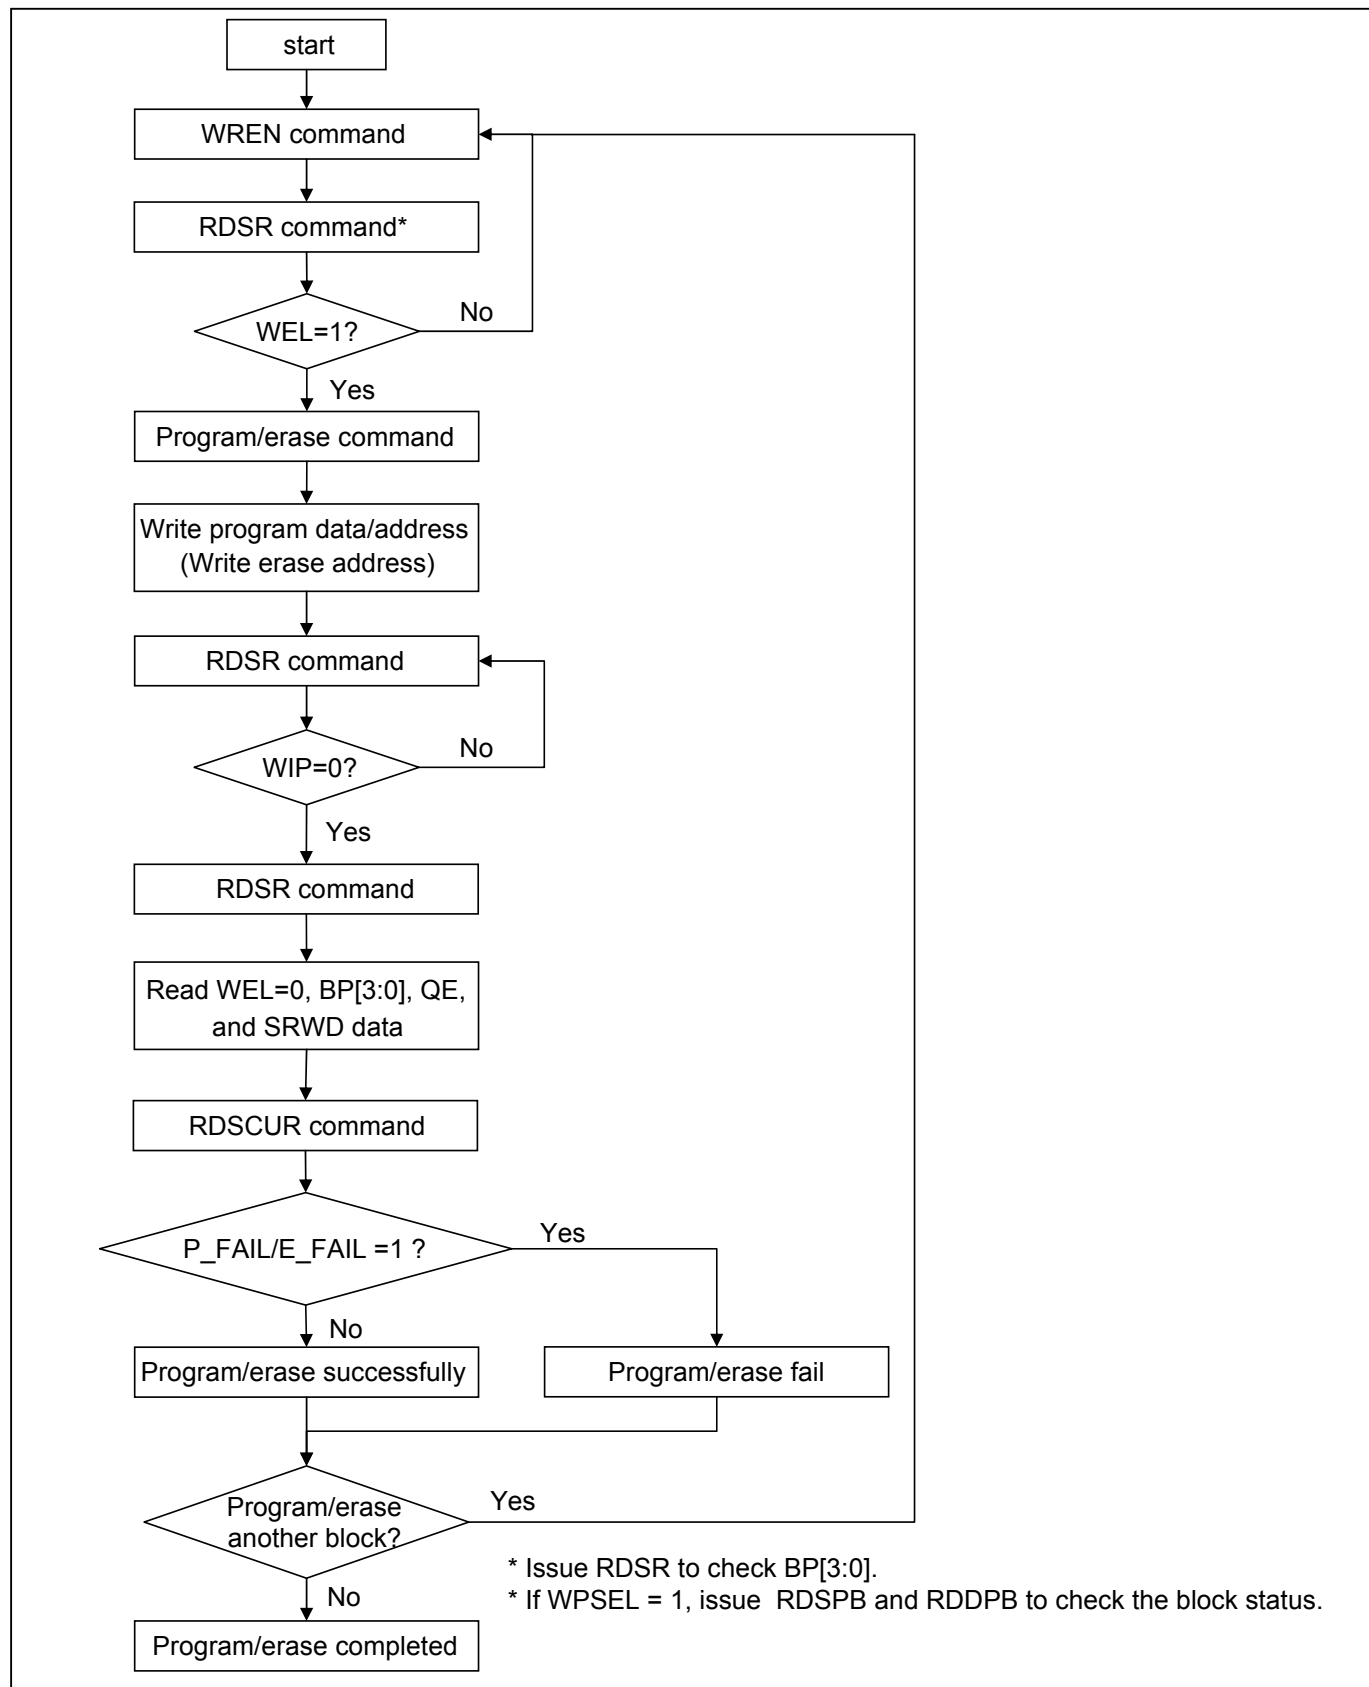 start
WREN command
RDSR command*
WEL=1?
No
Yes
Program/erase command
Write program data/address
(Write erase address)
RDSR command
WIP=0?
No
Yes
RDSR command
Read WEL=0, BP[3:0], QE,
and SRWD data
RDSCUR command
P_FAIL/E_FAIL =1 ?
Yes
No
Program/erase successfully
Program/erase fail
Program/erase
another block?
Yes
* Issue RDSR to check BP[3:0].
* If WPSEL = 1, issue  RDSPB and RDDPB to check the block status.
No
Program/erase completed